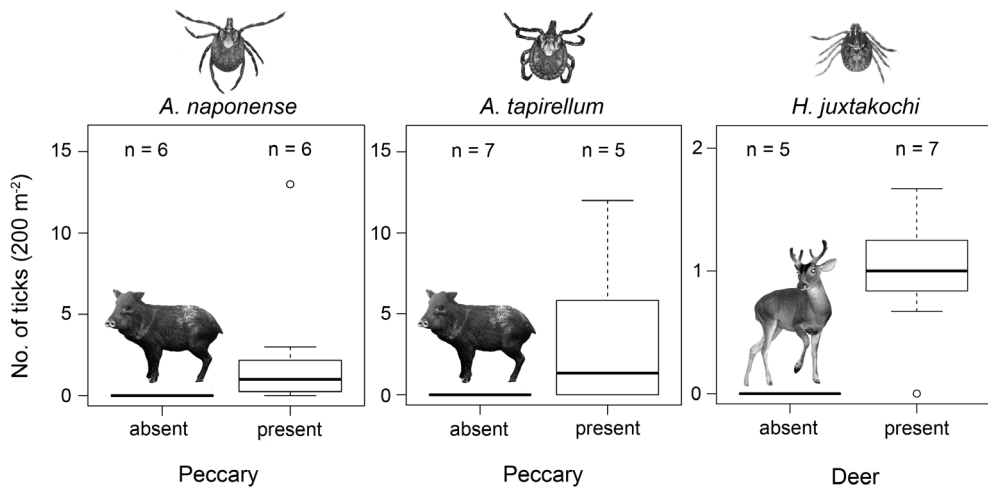 A. naponense
A. tapirellum
H. juxtakochi
No. of ticks (200 m⁻²)
15
10
5
0
n = 6
n = 6
absent
present
Peccary
15
10
5
0
n = 7
n = 5
absent
present
Peccary
2
1
0
n = 5
n = 7
absent
present
Deer